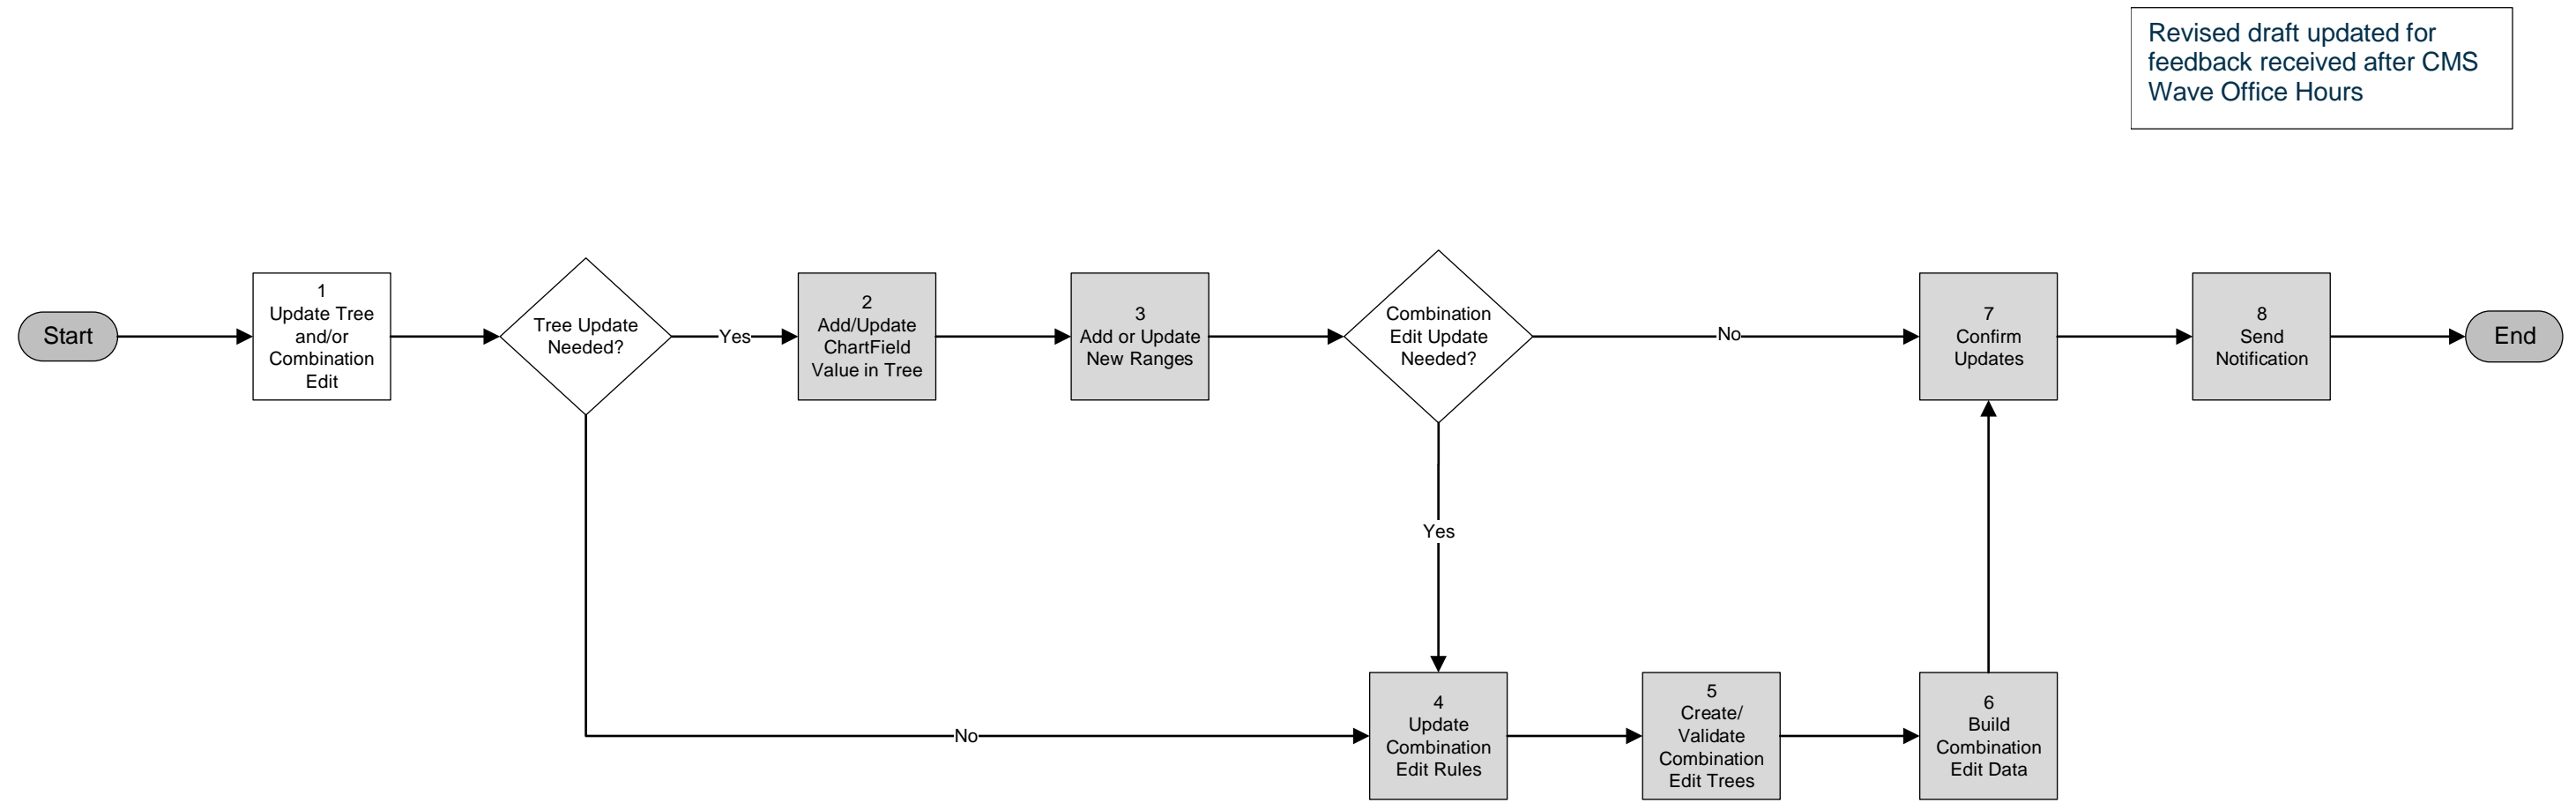 Revised draft updated for
feedback received after CMS
Wave Office Hours
Start
1
Update Tree
and/or
Combination
Edit
Tree Update
Needed?
Yes
2
Add/Update
ChartField
Value in Tree
3
Add or Update
New Ranges
Combination
Edit Update
Needed?
No
7
Confirm
Updates
8
Send
Notification
End
Yes
No
4
Update
Combination
Edit Rules
5
Create/
Validate
Combination
Edit Trees
6
Build
Combination
Edit Data